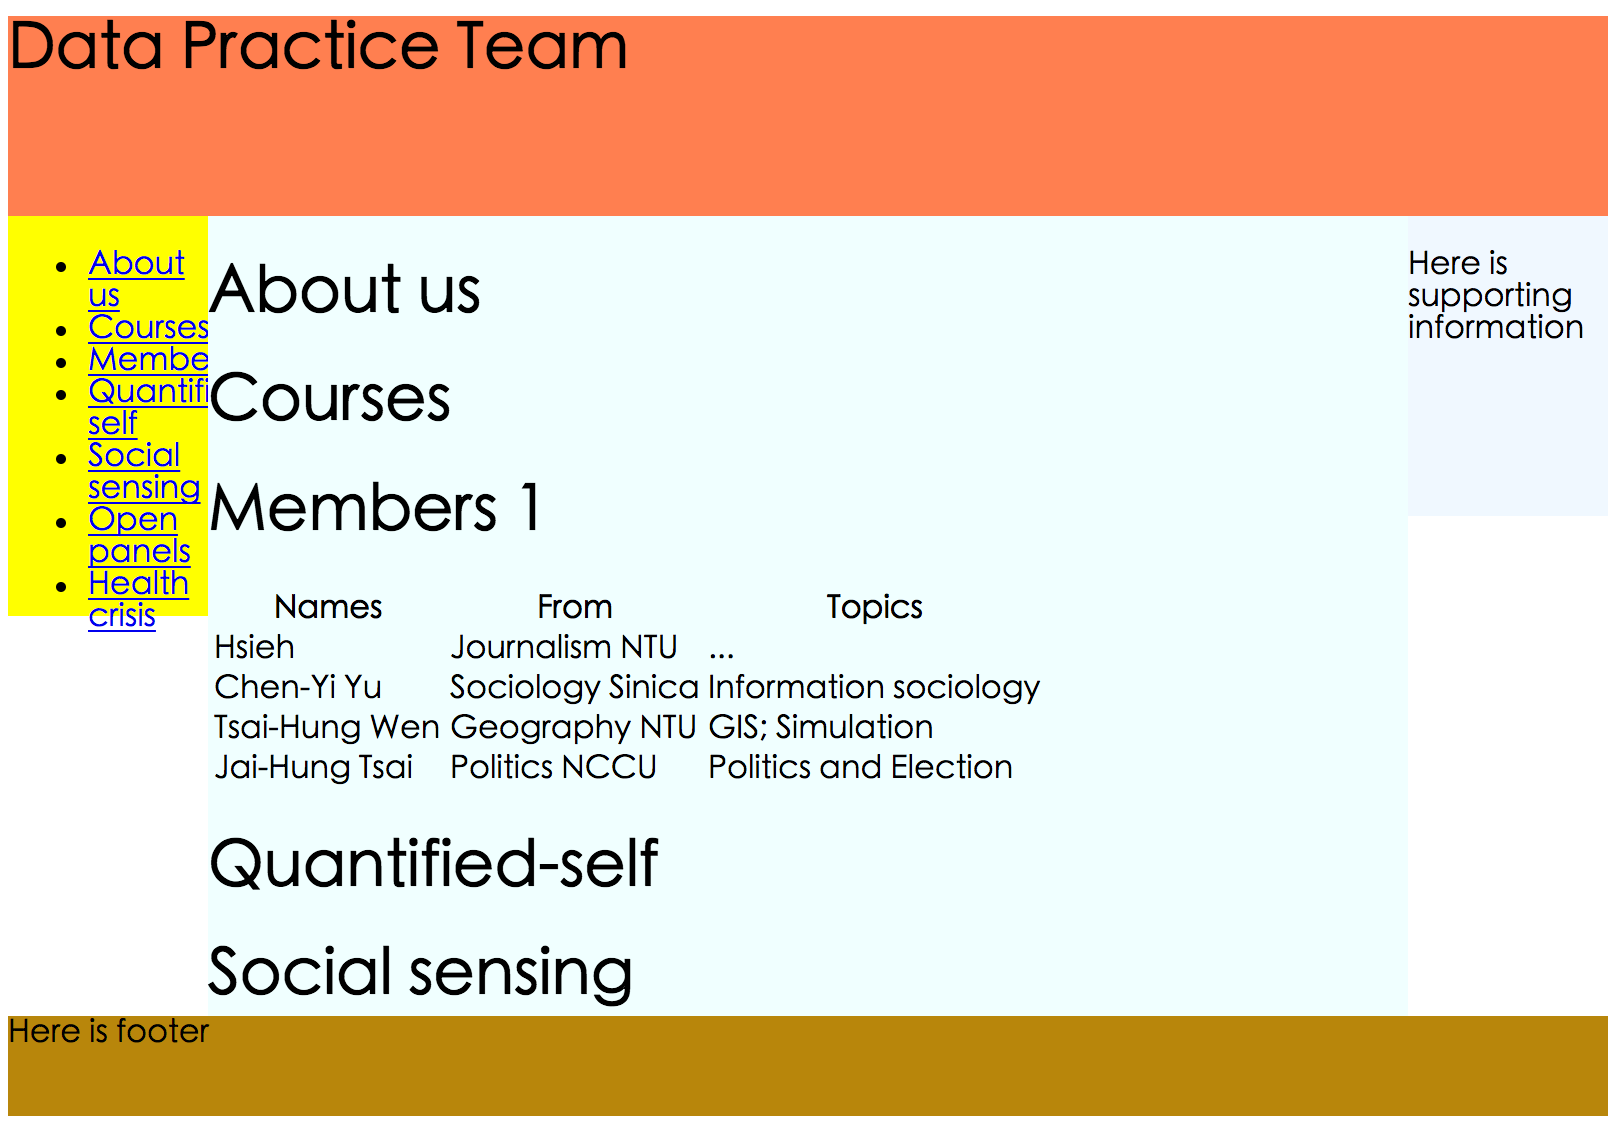 Data Practice Team
About
us
Courses
Membe
Quantifi
self
Social
sensing
Open
panels
Health
crisis
About us
Courses
Members 1
Names From Topics
Hsieh Journalism NTU ...
Chen-Yi Yu Sociology Sinica Information sociology
Tsai-Hung Wen Geography NTU GIS; Simulation
Jai-Hung Tsai Politics NCCU Politics and Election
Quantified-self
Social sensing
Here is
supporting
information
Here is footer